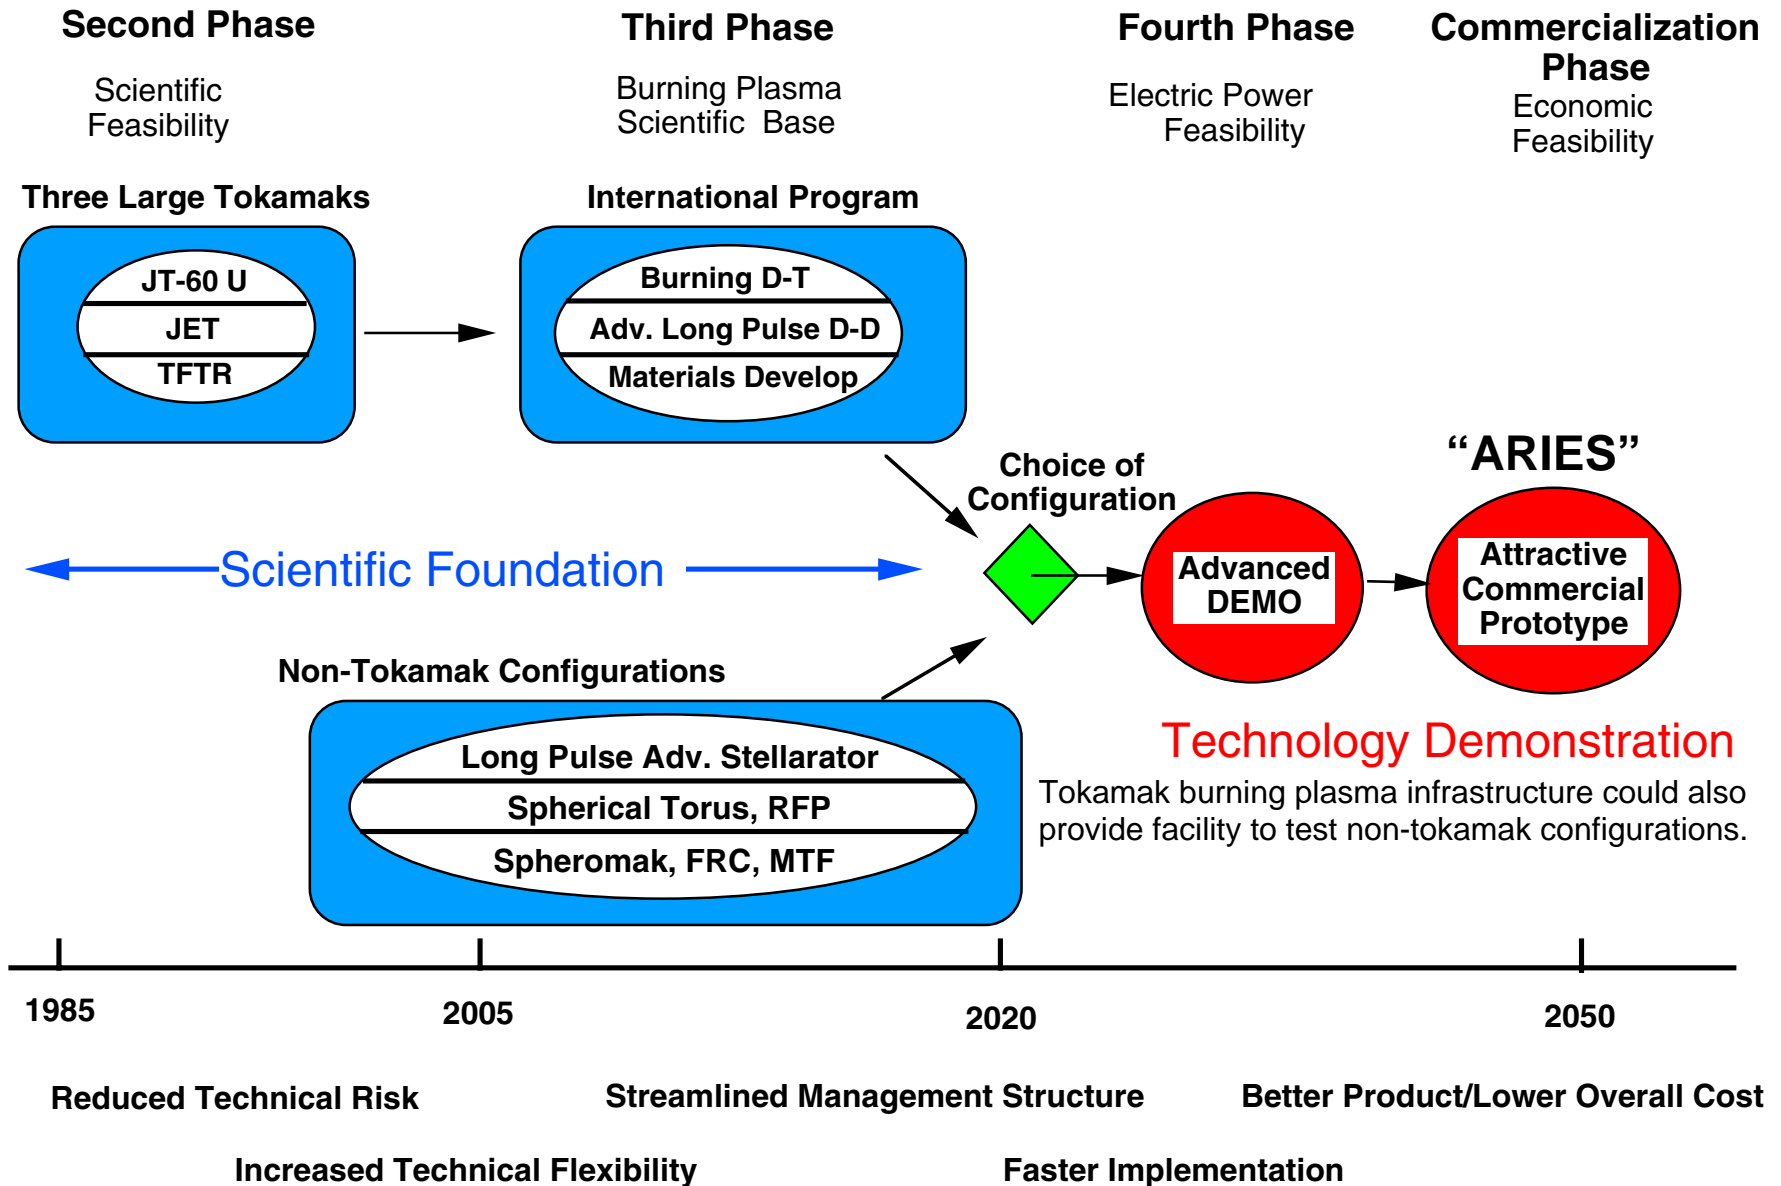 Second Phase
Third Phase
Fourth Phase
Commercialization
Phase
Scientific
Feasibility
Burning Plasma
Scientific Base
Electric Power
Feasibility
Economic
Feasibility
Three Large Tokamaks
International Program
JT-60 U
JET
TFTR
Burning D-T
Adv. Long Pulse D-D
Materials Develop
Choice of
Configuration
“ARIES”
Scientific Foundation
Advanced
DEMO
Attractive
Commercial
Prototype
Non-Tokamak Configurations
Long Pulse Adv. Stellarator
Spherical Torus, RFP
Spheromak, FRC, MTF
Technology Demonstration
Tokamak burning plasma infrastructure could also
provide facility to test non-tokamak configurations.
1985
2005
2020
2050
Reduced Technical Risk
Streamlined Management Structure
Better Product/Lower Overall Cost
Increased Technical Flexibility
Faster Implementation